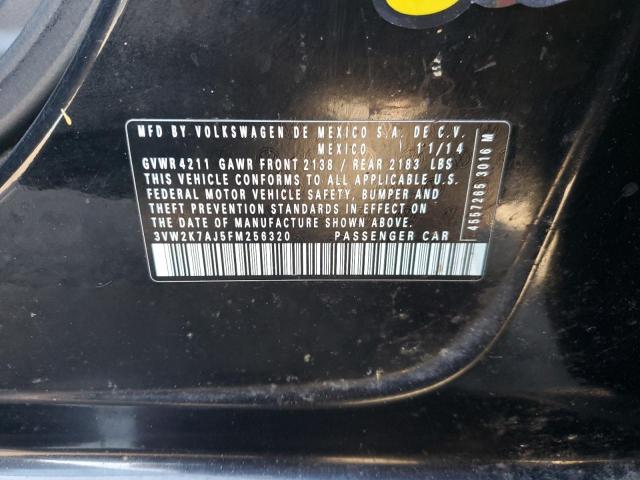 MFD BY VOLKSWAGEN DE MEXICO S.A. DE C.V.
MEXICO 11/14
GVWR 4211 GAWR FRONT 2138 / REAR 2183 LBS
THIS VEHICLE CONFORMS TO ALL APPLICABLE U.S.
FEDERAL MOTOR VEHICLE SAFETY, BUMPER AND
THEFT PREVENTION STANDARDS IN EFFECT ON
THE DATE OF MANUFACTURE SHOWN ABOVE.
3VW2K7AJ5FM256320 PASSENGER CAR
4557265 3016 M